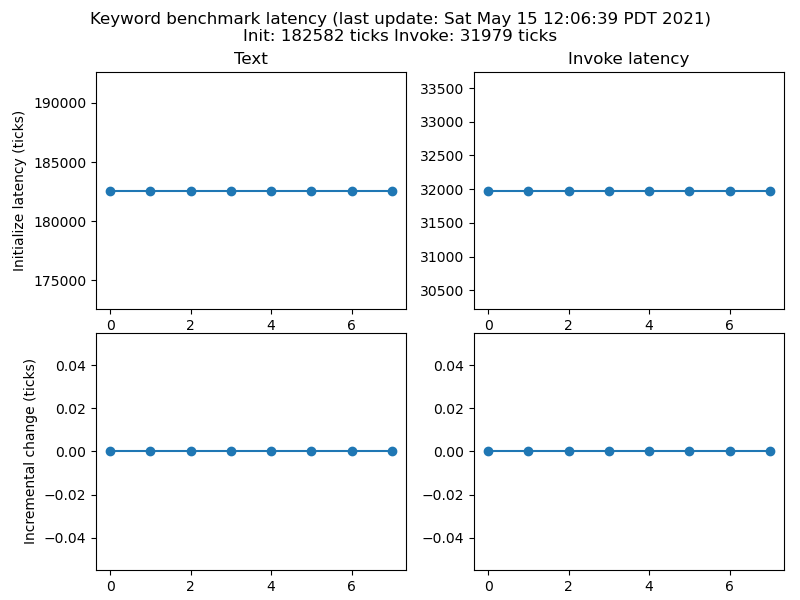 Keyword benchmark latency (last update: Sat May 15 12:06:39 PDT 2021)
Init: 182582 ticks Invoke: 31979 ticks
Text
Initialize latency (ticks)
190000
185000
180000
175000
0 2 4 6
Invoke latency
33500
33000
32500
32000
31500
31000
30500
0 2 4 6
Incremental change (ticks)
0.04
0.02
0.00
−0.02
−0.04
0 2 4 6
0.04
0.02
0.00
−0.02
−0.04
0 2 4 6